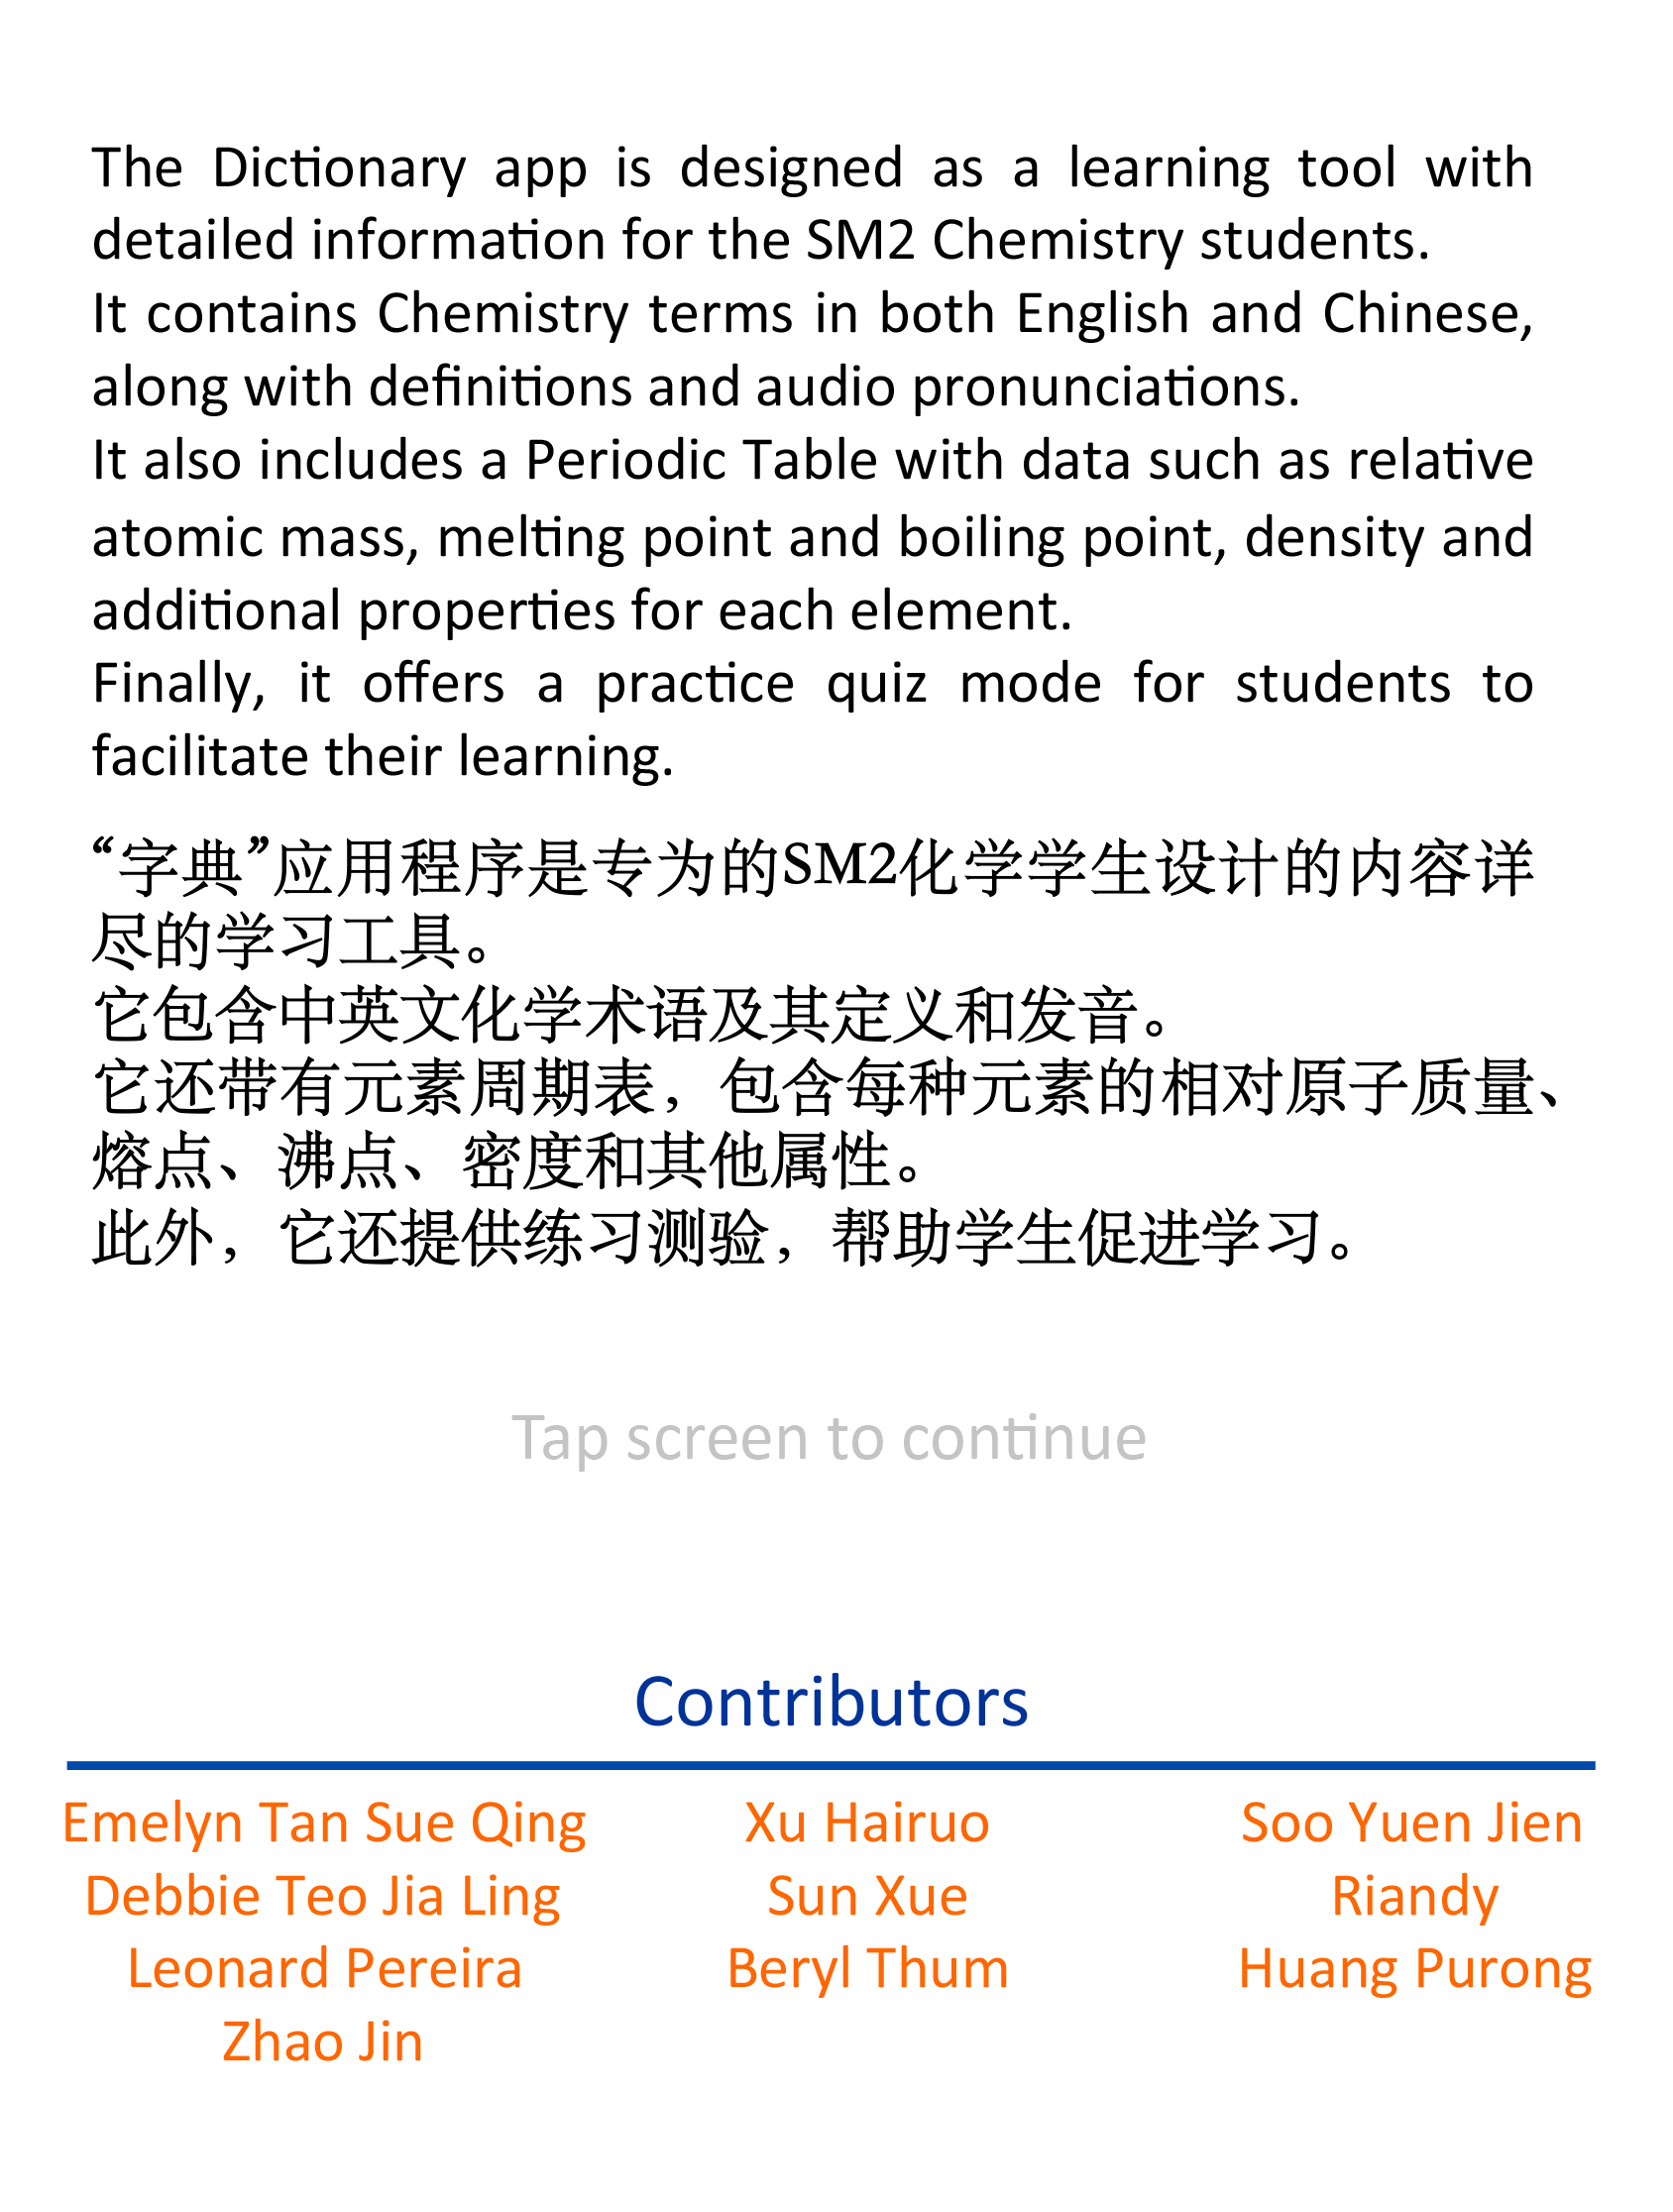 The Dictionary app is designed as a learning tool with
detailed information for the SM2 Chemistry students.
It contains Chemistry terms in both English and Chinese,
along with definitions and audio pronunciations.
It also includes a Periodic Table with data such as relative
atomic mass, melting point and boiling point, density and
additional properties for each element.
Finally, it offers a practice quiz mode for students to
facilitate their learning.
“字典”应用程序是专为的SM2化学学生设计的内容详
尽的学习工具。
它包含中英文化学术语及其定义和发音。
它还带有元素周期表，包含每种元素的相对原子质量、
熔点、沸点、密度和其他属性。
此外，它还提供练习测验，帮助学生促进学习。
Tap screen to continue
Contributors
Emelyn Tan Sue Qing
Debbie Teo Jia Ling
Leonard Pereira
Zhao Jin
Xu Hairuo
Sun Xue
Beryl Thum
Soo Yuen Jien
Riandy
Huang Purong